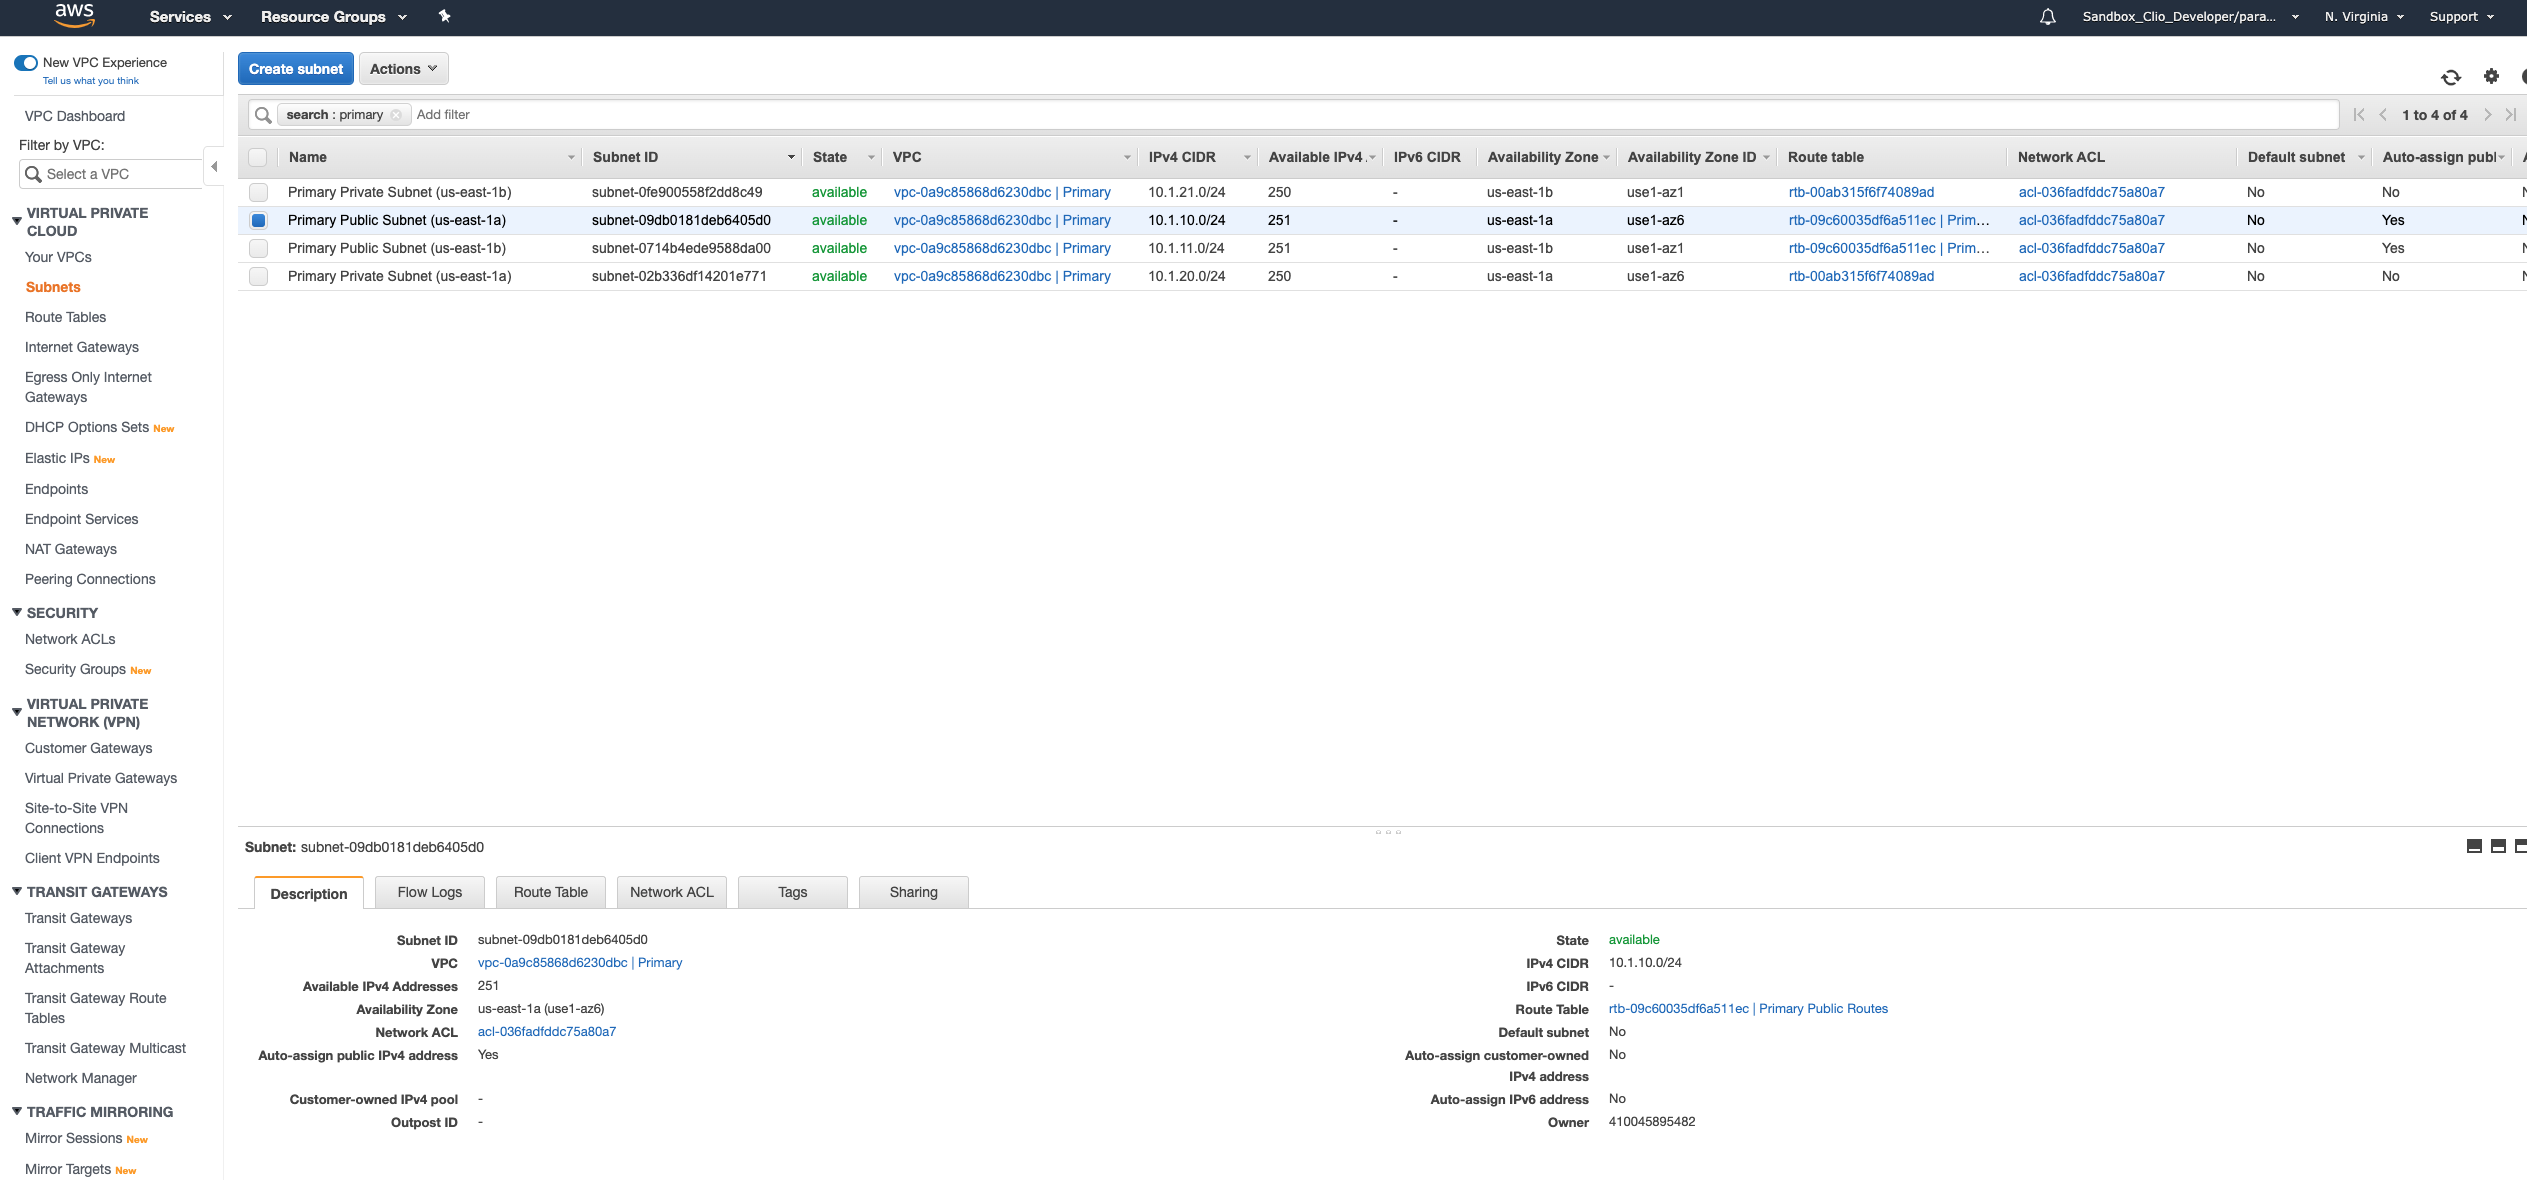 aws Services Resource Groups Sandbox_Clio_Developer/para... N. Virginia Support
New VPC Experience
Tell us what you think
VPC Dashboard
Filter by VPC:
Select a VPC
VIRTUAL PRIVATE
CLOUD
Your VPCs
Subnets
Route Tables
Internet Gateways
Egress Only Internet
Gateways
DHCP Options Sets New
Elastic IPs New
Endpoints
Endpoint Services
NAT Gateways
Peering Connections
SECURITY
Network ACLs
Security Groups New
VIRTUAL PRIVATE
NETWORK (VPN)
Customer Gateways
Virtual Private Gateways
Site-to-Site VPN
Connections
Client VPN Endpoints
TRANSIT GATEWAYS
Transit Gateways
Transit Gateway
Attachments
Transit Gateway Route
Tables
Transit Gateway Multicast
Network Manager
TRAFFIC MIRRORING
Mirror Sessions New
Mirror Targets New
Create subnet Actions
search : primary Add filter 1 to 4 of 4
Name Subnet ID State VPC IPv4 CIDR Available IPv4 IPv6 CIDR Availability Zone Availability Zone ID Route table Network ACL Default subnet Auto-assign publ
Primary Private Subnet (us-east-1b) subnet-0fe900558f2dd8c49 available vpc-0a9c85868d6230dbc | Primary 10.1.21.0/24 250 - us-east-1b use1-az1 rtb-00ab315f6f74089ad acl-036fadfddc75a80a7 No No
Primary Public Subnet (us-east-1a) subnet-09db0181deb6405d0 available vpc-0a9c85868d6230dbc | Primary 10.1.10.0/24 251 - us-east-1a use1-az6 rtb-09c60035df6a511ec | Prim... acl-036fadfddc75a80a7 No Yes
Primary Public Subnet (us-east-1b) subnet-0714b4ede9588da00 available vpc-0a9c85868d6230dbc | Primary 10.1.11.0/24 251 - us-east-1b use1-az1 rtb-09c60035df6a511ec | Prim... acl-036fadfddc75a80a7 No Yes
Primary Private Subnet (us-east-1a) subnet-02b336df14201e771 available vpc-0a9c85868d6230dbc | Primary 10.1.20.0/24 250 - us-east-1a use1-az6 rtb-00ab315f6f74089ad acl-036fadfddc75a80a7 No No
Subnet: subnet-09db0181deb6405d0
Description Flow Logs Route Table Network ACL Tags Sharing
Subnet ID subnet-09db0181deb6405d0 State available
VPC vpc-0a9c85868d6230dbc | Primary IPv4 CIDR 10.1.10.0/24
Available IPv4 Addresses 251 IPv6 CIDR -
Availability Zone us-east-1a (use1-az6) Route Table rtb-09c60035df6a511ec | Primary Public Routes
Network ACL acl-036fadfddc75a80a7 Default subnet No
Auto-assign public IPv4 address Yes Auto-assign customer-owned No
IPv4 address
Customer-owned IPv4 pool - Auto-assign IPv6 address No
Outpost ID - Owner 410045895482